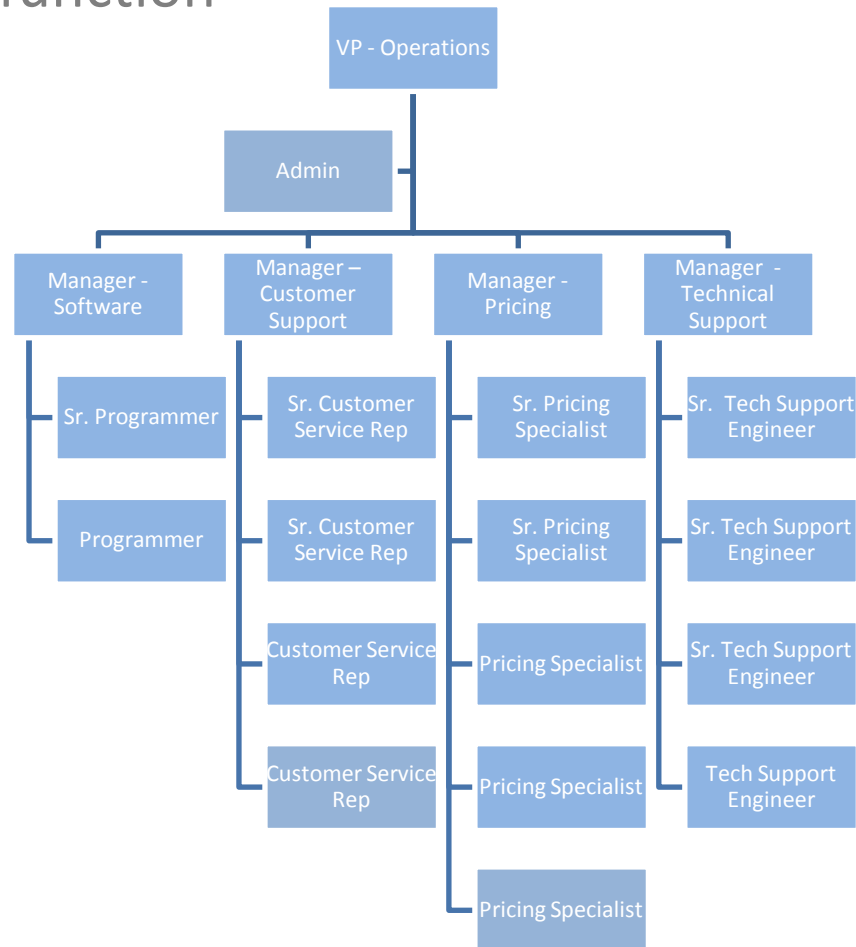 function
VP - Operations
Admin
Manager -
Software
Manager –
Customer
Support
Manager -
Pricing
Manager -
Technical
Support
Sr. Programmer
Sr. Customer
Service Rep
Sr. Pricing
Specialist
Sr. Tech Support
Engineer
Programmer
Sr. Customer
Service Rep
Sr. Pricing
Specialist
Sr. Tech Support
Engineer
Customer Service
Rep
Pricing Specialist
Sr. Tech Support
Engineer
Customer Service
Rep
Pricing Specialist
Tech Support
Engineer
Pricing Specialist